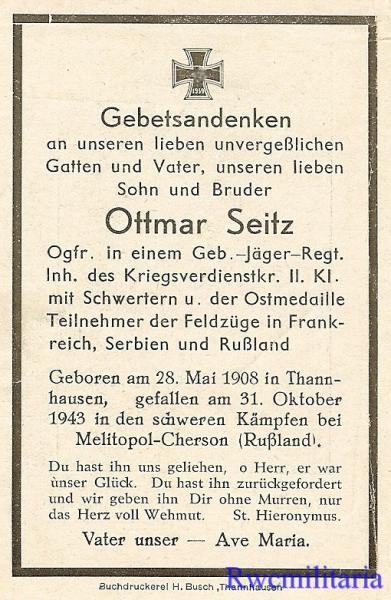 1939
Gebetsandenken
an unseren lieben unvergeßlichen
Gatten und Vater, unseren lieben
Sohn und Bruder
Ottmar Seitz
Ogfr. in einem Geb.-Jäger-Regt.
Inh. des Kriegsverdienstkr. II. Kl.
mit Schwertern u. der Ostmedaille
Teilnehmer der Feldzüge in Frank-
reich, Serbien und Rußland
Geboren am 28. Mai 1908 in Thann-
hausen, gefallen am 31. Oktober
1943 in den schweren Kämpfen bei
Melitopol-Cherson (Rußland).
Du hast ihn uns geliehen, o Herr, er war
ùnser Glück. Du hast ihn zurückgefordert
und wir geben ihn Dir ohne Murren, nur
das Herz voll Wehmut. St. Hieronymus.
Vater unser — Ave Maria.
Buchdruckerei H. Busch, Thannhausen
Rwcmilitaria